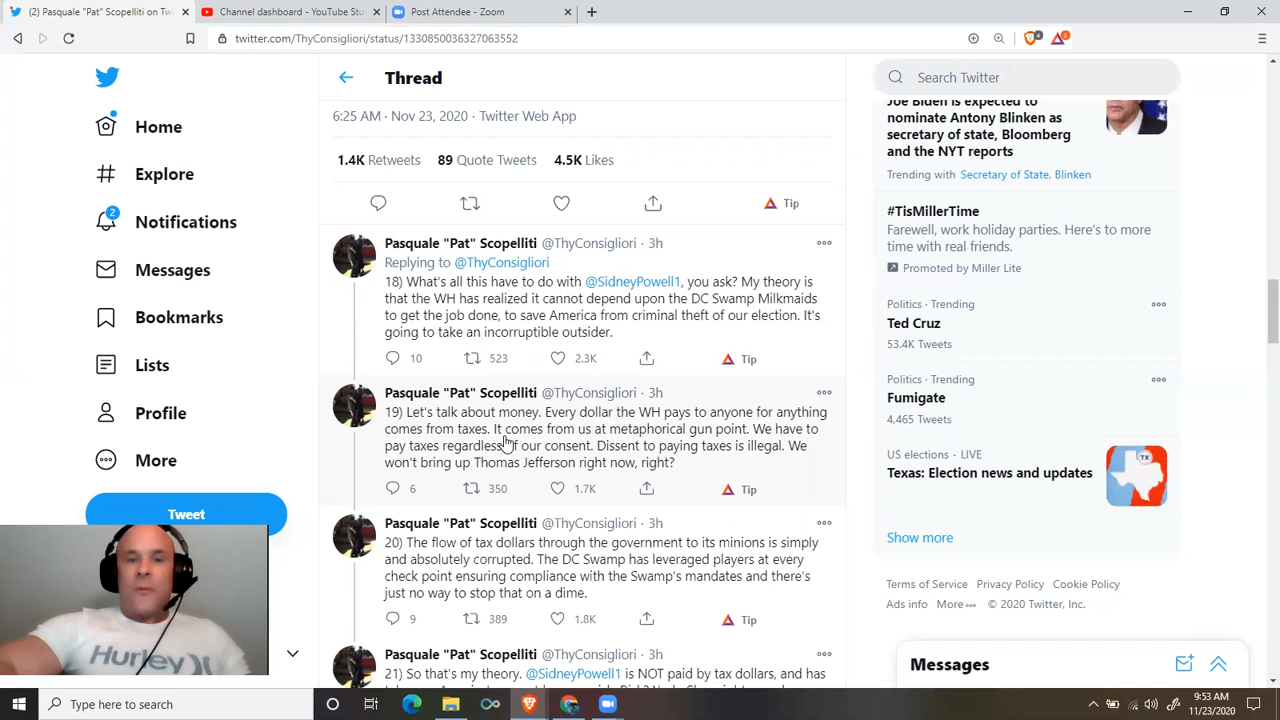 (2) Pasquale "Pat" Scopelliti on Tw
Channel dashboard - YouTube Stu
Post Attendee - Zoom
twitter.com/ThyConsigliori/status/1330850036327063552
4
2
Home
Explore
Notifications
2
Messages
Bookmarks
Lists
Profile
More
Tweet
Hurley
Thread
6:25 AM · Nov 23, 2020 · Twitter Web App
1.4K Retweets 89 Quote Tweets 4.5K Likes
Tip
Pasquale "Pat" Scopelliti @ThyConsigliori · 3h
Replying to @ThyConsigliori
18) What's all this have to do with @SidneyPowell1, you ask? My theory is
that the WH has realized it cannot depend upon the DC Swamp Milkmaids
to get the job done, to save America from criminal theft of our election. It's
going to take an incorruptible outsider.
10 523 2.3K Tip
Pasquale "Pat" Scopelliti @ThyConsigliori · 3h
19) Let's talk about money. Every dollar the WH pays to anyone for anything
comes from taxes. It comes from us at metaphorical gun point. We have to
pay taxes regardless of our consent. Dissent to paying taxes is illegal. We
won't bring up Thomas Jefferson right now, right?
6 350 1.7K Tip
Pasquale "Pat" Scopelliti @ThyConsigliori · 3h
20) The flow of tax dollars through the government to its minions is simply
and absolutely corrupted. The DC Swamp has leveraged players at every
check point ensuring compliance with the Swamp's mandates and there's
just no way to stop that on a dime.
9 389 1.8K Tip
Pasquale "Pat" Scopelliti @ThyConsigliori · 3h
21) So that's my theory. @SidneyPowell1 is NOT paid by tax dollars, and has
Search Twitter
Joe Biden is expected to
nominate Antony Blinken as
secretary of state, Bloomberg
and the NYT reports
Trending with Secretary of State, Blinken
#TisMillerTime
Farewell, work holiday parties. Here's to more
time with real friends.
Promoted by Miller Lite
Politics · Trending
Ted Cruz
53.4K Tweets
Politics · Trending
Fumigate
4,465 Tweets
US elections · LIVE
Texas: Election news and updates
TX
Show more
Terms of Service Privacy Policy Cookie Policy
Ads info More © 2020 Twitter, Inc.
Messages
Type here to search
9:53 AM
11/23/2020